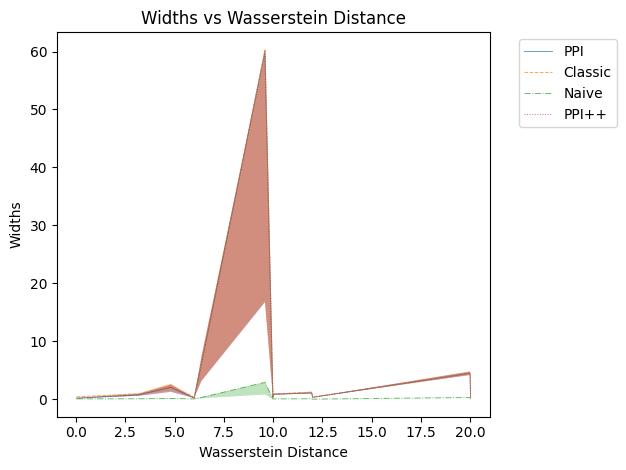 Widths vs Wasserstein Distance
PPI
Classic
Naive
PPI++
60
50
40
30
20
10
0
Widths
0.0 2.5 5.0 7.5 10.0 12.5 15.0 17.5 20.0
Wasserstein Distance